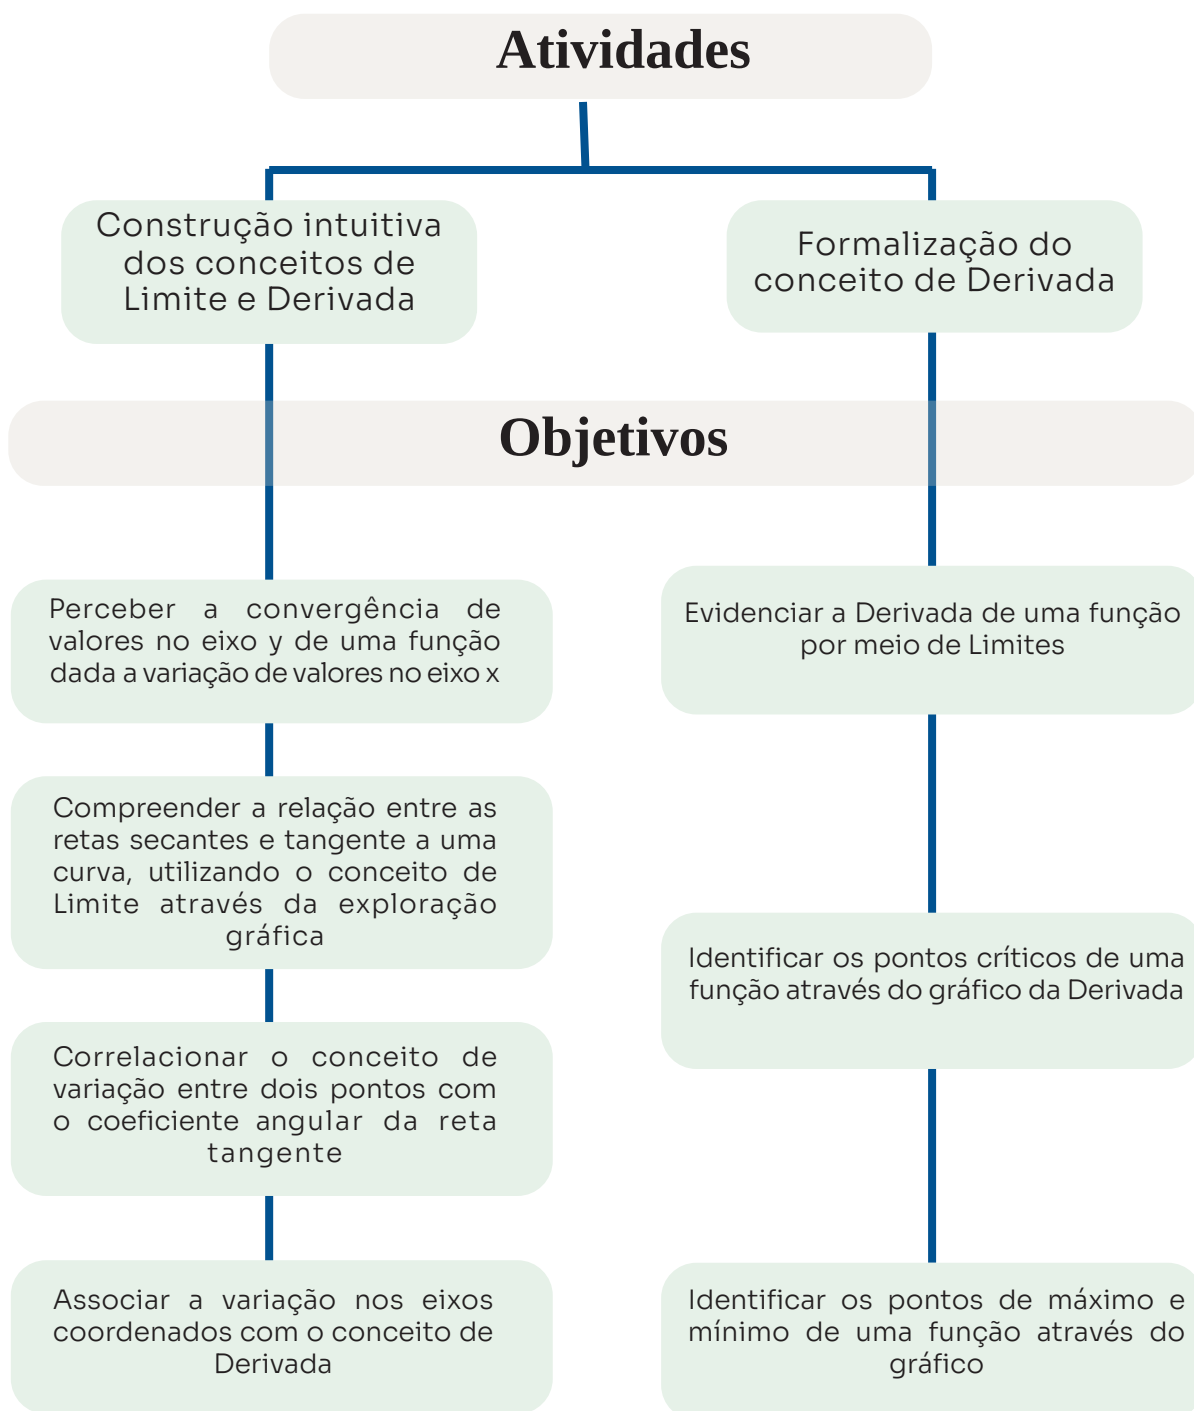 Atividades
Construção intuitiva
dos conceitos de
Limite e Derivada
Formalização do
conceito de Derivada
Objetivos
Perceber a convergência de
valores no eixo y de uma função
dada a variação de valores no eixo x
Compreender a relação entre as
retas secantes e tangente a uma
curva, utilizando o conceito de
Limite através da exploração
gráfica
Correlacionar o conceito de
variação entre dois pontos com
o coeficiente angular da reta
tangente
Associar a variação nos eixos
coordenados com o conceito de
Derivada
Evidenciar a Derivada de uma função
por meio de Limites
Identificar os pontos críticos de uma
função através do gráfico da Derivada
Identificar os pontos de máximo e
mínimo de uma função através do
gráfico